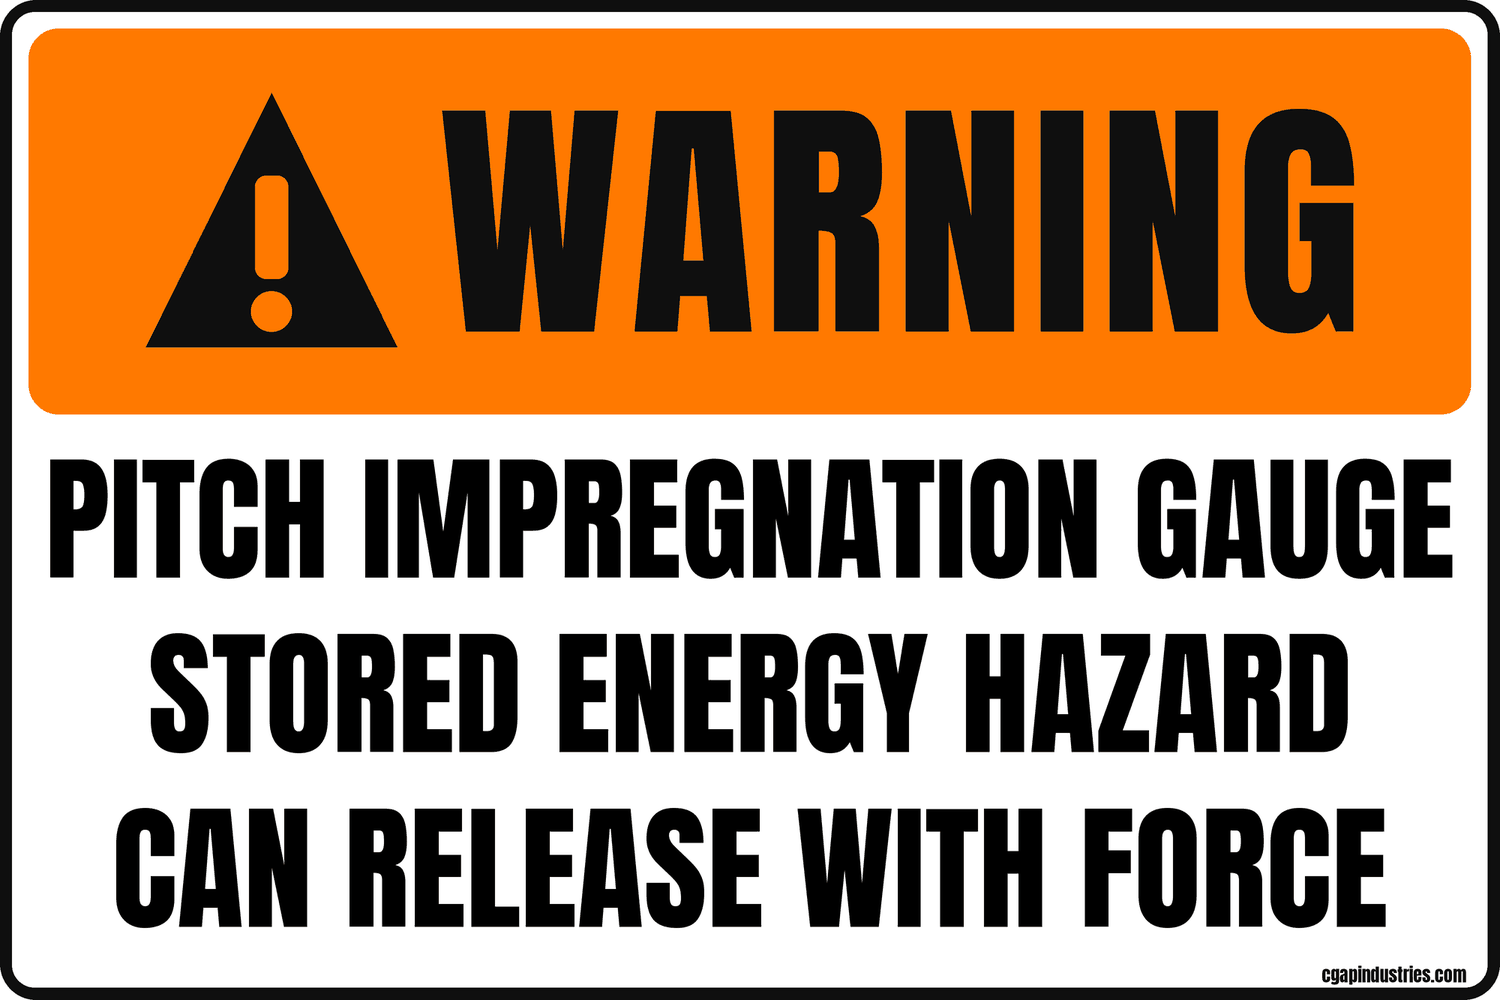 WARNING
PITCH IMPREGNATION GAUGE
STORED ENERGY HAZARD
CAN RELEASE WITH FORCE
cgapindustries.com